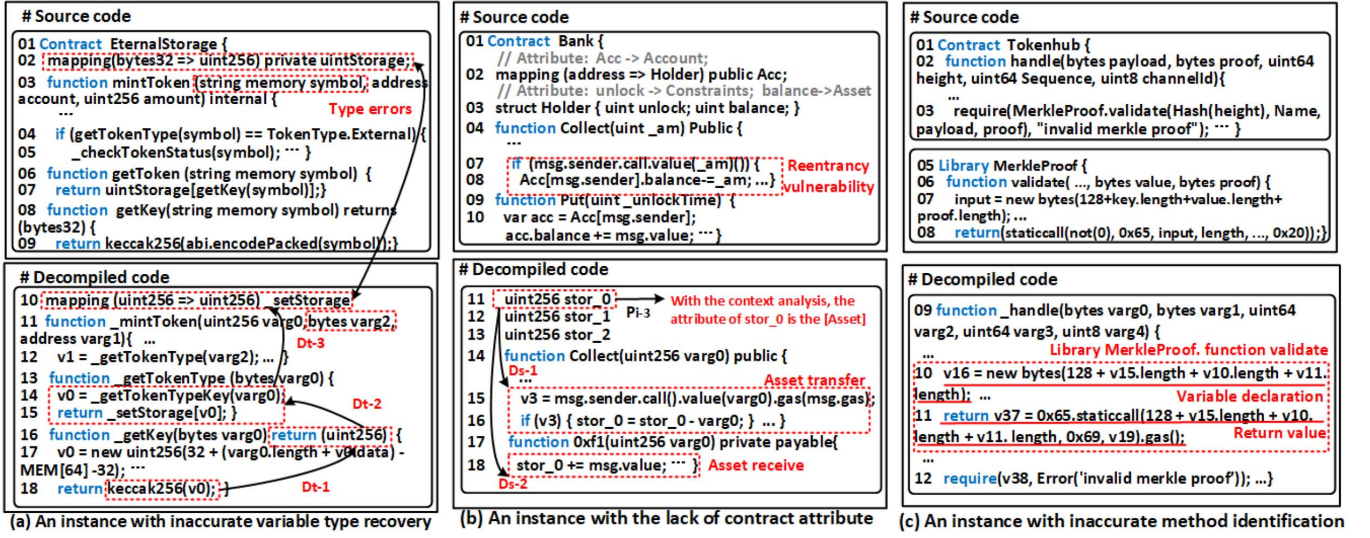 # Source code
01 Contract EternalStorage {
02 mapping(bytes32 => uint256) private uintStorage;
03 function mintToken (string memory symbol, address
account, uint256 amount) internal {
Type errors
...
04 if (getTokenType(symbol) == TokenType.External) {
05 _checkTokenStatus(symbol); ... }
06 function getToken (string memory symbol) {
07 return uintStorage[getKey(symbol)];}
08 function getKey(string memory symbol) returns
(bytes32) {
09 return keccak256(abi.encodePacked(symbol));}
# Decompiled code
10 mapping (uint256 => uint256) _setStorage
11 function _mintToken(uint256 varg0, bytes varg2,
address varg1){ ...
Dt-3
12 v1 = _getTokenType(varg2); ... }
13 function _getTokenType (bytes varg0) {
14 v0 = _getTokenTypeKey(varg0);
Dt-2
15 return _setStorage[v0]; }
16 function _getKey(bytes varg0) return (uint256) {
17 v0 = new uint256(32 + (varg0.length + v0.data) -
MEM[64] -32); ...
Dt-1
18 return keccak256(v0); }
(a) An instance with inaccurate variable type recovery
# Source code
01 Contract Bank {
// Attribute: Acc -> Account;
02 mapping (address => Holder) public Acc;
// Attribute: unlock -> Constraints; balance->Asset
03 struct Holder { uint unlock; uint balance; }
04 function Collect(uint _am) Public {
...
07 if (msg.sender.call.value(_am)()) {
08 Acc[msg.sender].balance-=_am; ...}
Reentrancy
vulnerability
09 function Put(uint _unlockTime) {
10 var acc = Acc[msg.sender];
acc.balance += msg.value; ... }
# Decompiled code
11 uint256 stor_0
Pi-3
With the context analysis, the
attribute of stor_0 is the [Asset]
12 uint256 stor_1
13 uint256 stor_2
14 function Collect(uint256 varg0) public {
Ds-1
...
Asset transfer
15 v3 = msg.sender.call().value(varg0).gas(msg.gas);
16 if (v3) { stor_0 = stor_0 - varg0; } ... }
17 function 0xf1(uint256 varg0) private payable{
18 stor_0 += msg.value; ... }
Asset receive
Ds-2
(b) An instance with the lack of contract attribute
# Source code
01 Contract Tokenhub {
02 function handle(bytes payload, bytes proof, uint64
height, uint64 Sequence, uint8 channelId){
...
03 require(MerkleProof.validate(Hash(height), Name,
payload, proof), "invalid merkle proof"); ... }
05 Library MerkleProof {
06 function validate( ..., bytes value, bytes proof) {
07 input = new bytes(128+key.length+value.length+
proof.length); ...
08 return(staticcall(not(0), 0x65, input, length, ..., 0x20));}
# Decompiled code
09 function _handle(bytes varg0, bytes varg1, uint64
varg2, uint64 varg3, uint8 varg4) {
...
Library MerkleProof. function validate
10 v16 = new bytes(128 + v15.length + v10.length + v11.
length); ...
Variable declaration
11 return v37 = 0x65.staticcall(128 + v15.length + v10.
length + v11. length, 0x69, v19).gas();
Return value
...
12 require(v38, Error('invalid merkle proof')); ...}
(c) An instance with inaccurate method identification